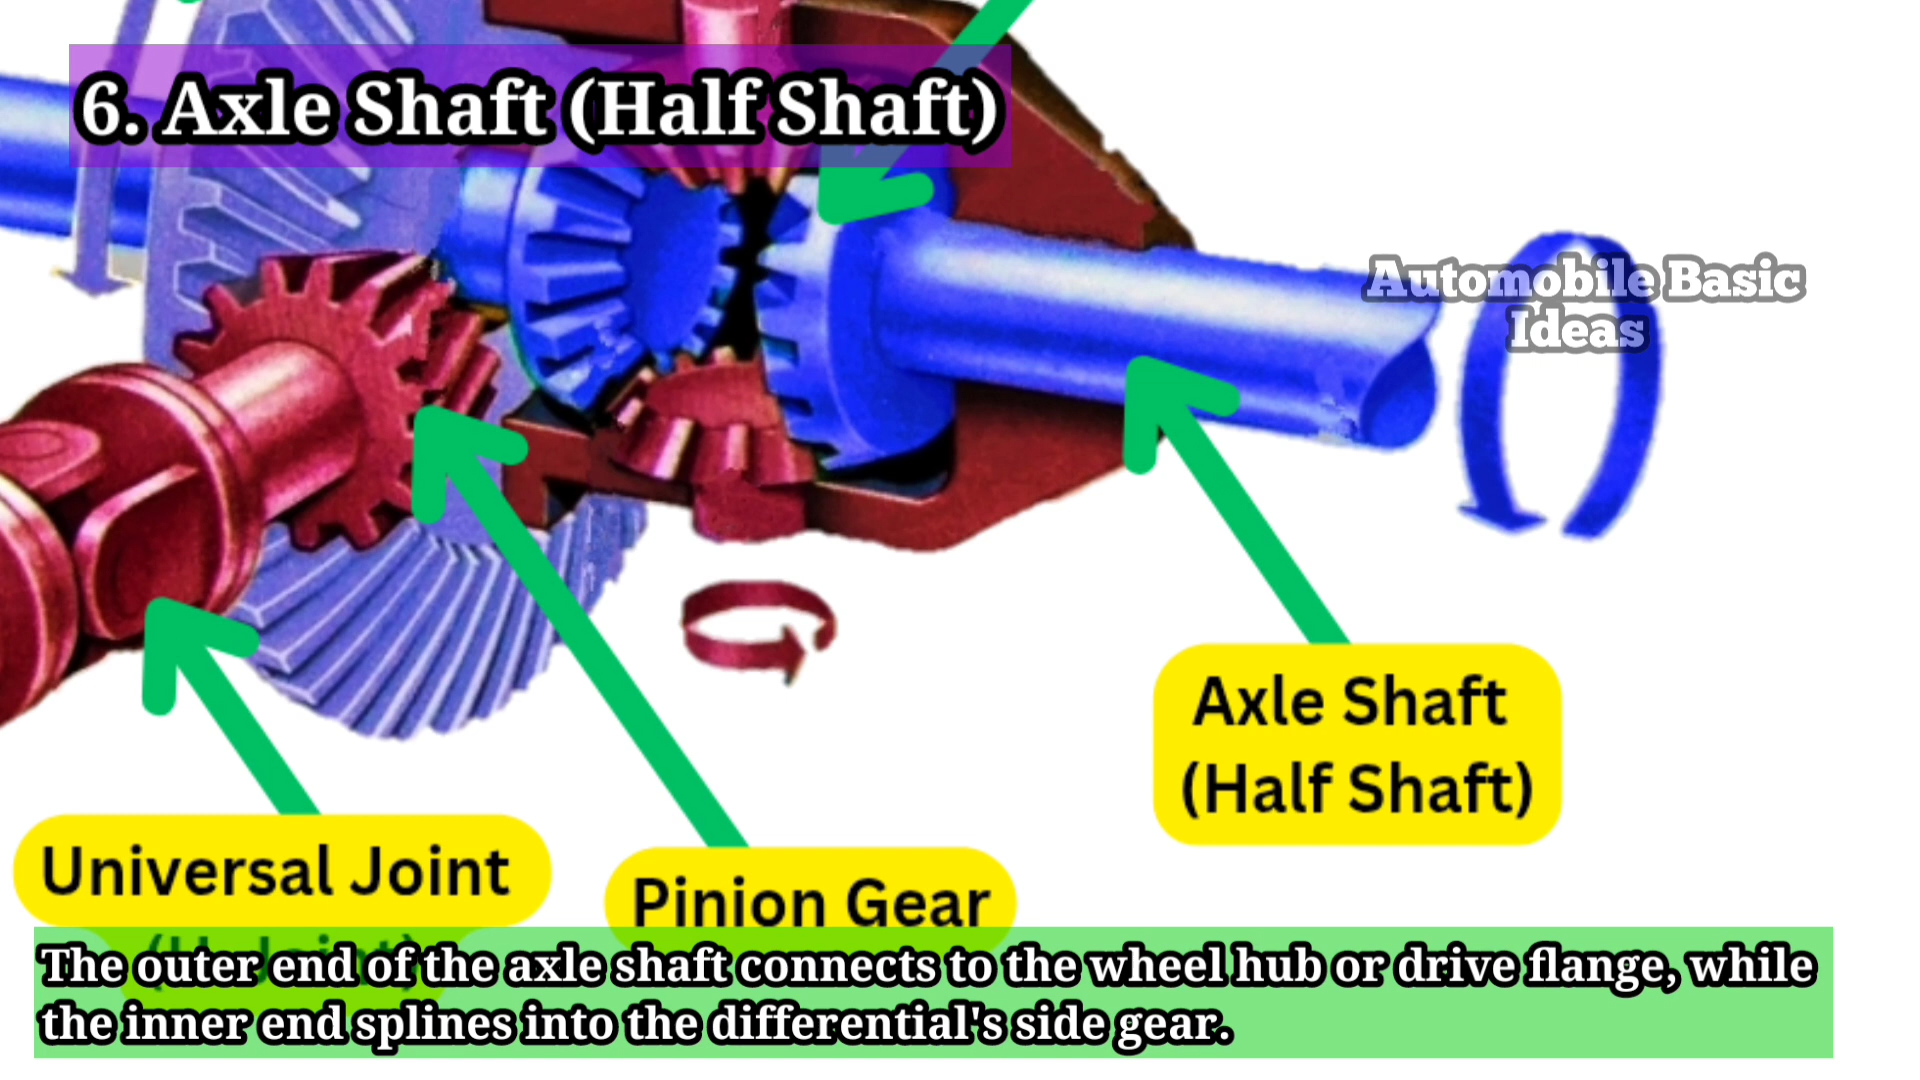 6. Axle Shaft (Half Shaft)
Automobile Basic
Ideas
Axle Shaft
(Half Shaft)
Universal Joint
Pinion Gear
The outer end of the axle shaft connects to the wheel hub or drive flange, while
the inner end splines into the differential's side gear.